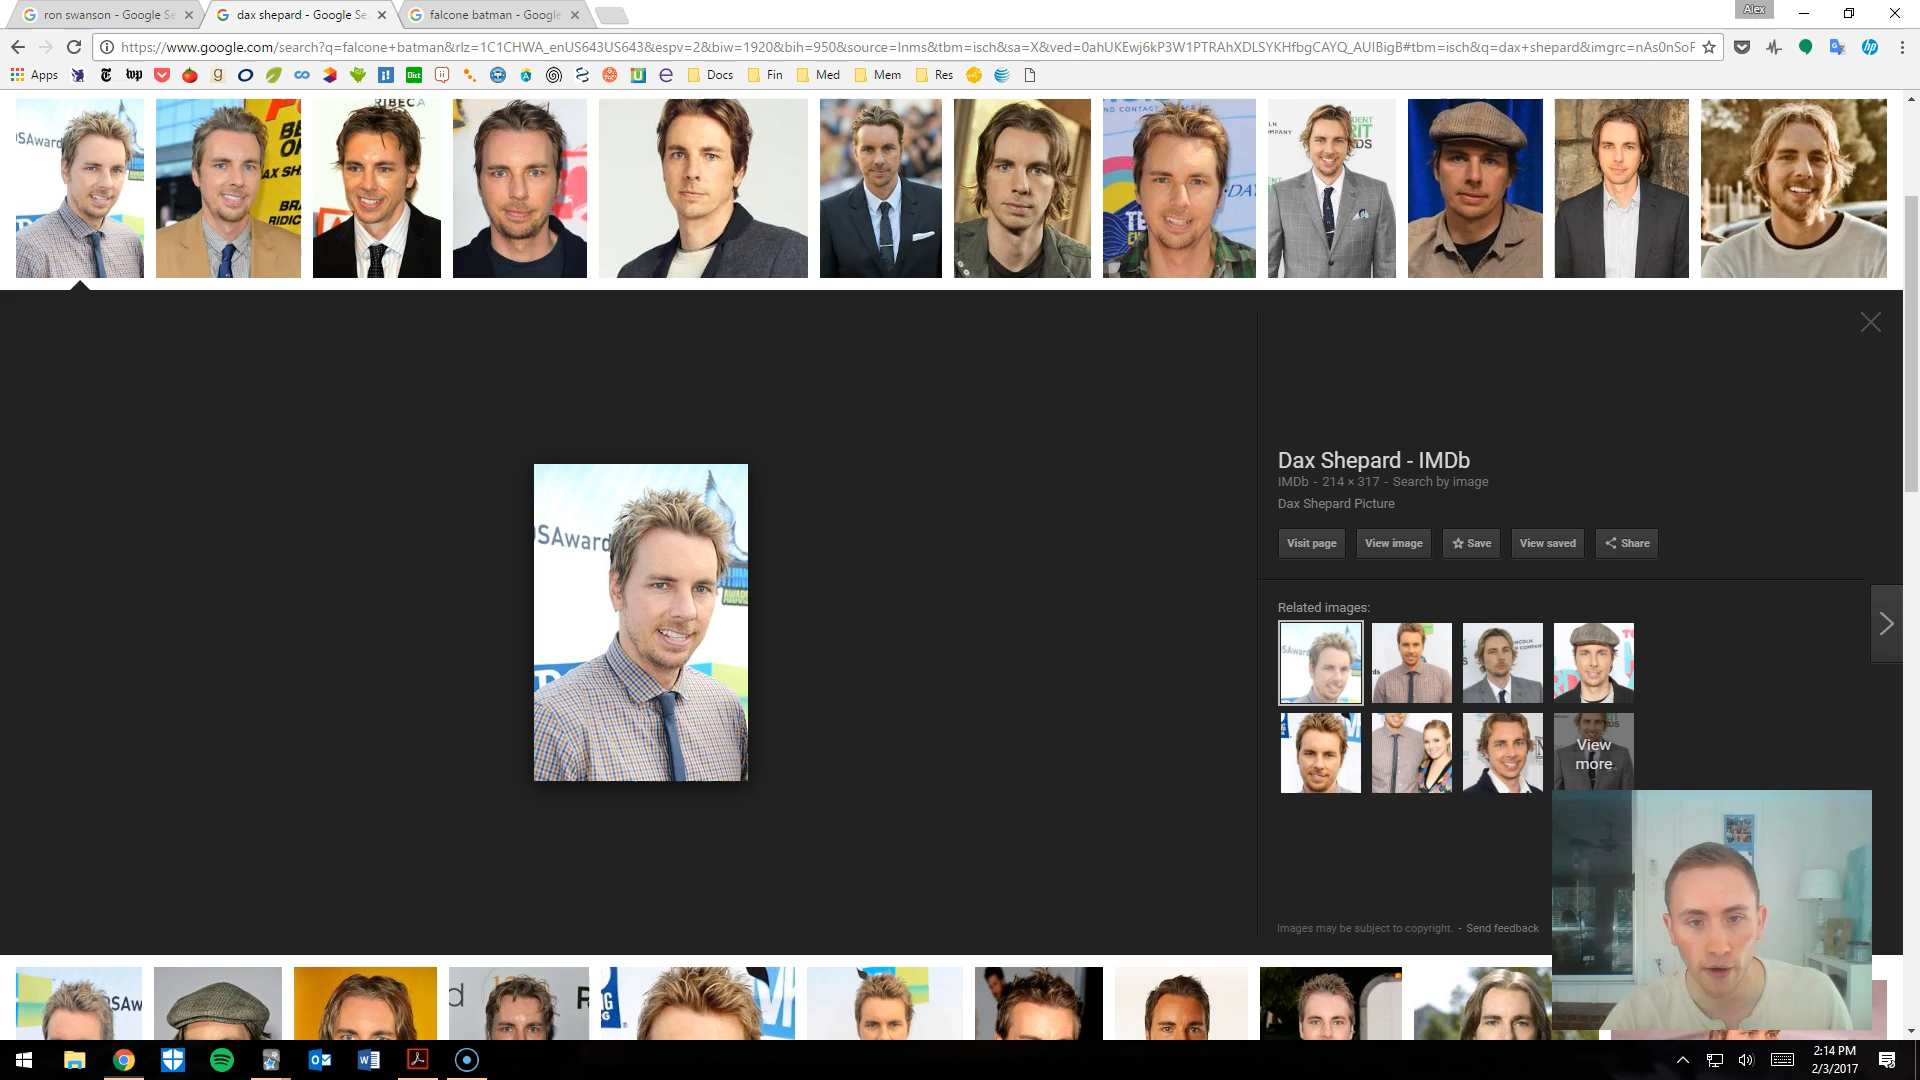 ron swanson - Google Se
dax shepard - Google Se
falcone batman - Google
Alex
https://www.google.com/search?q=falcone+batman&rlz=1C1CHWA_enUS643US643&espv=2&biw=1920&bih=950&source=lnms&tbm=isch&sa=X&ved=0ahUKEwj6kP3W1PTRAhXDLSYKHfbgCAYQ_AUIBigB#tbm=isch&q=dax+shepard&imgrc=nAs0nSoF
Apps
wp
Dict
Docs
Fin
Med
Mem
Res
Dax Shepard - IMDb
IMDb - 214 × 317 - Search by image
Dax Shepard Picture
Visit page
View image
Save
View saved
Share
SAward
Related images:
View
more
Images may be subject to copyright. - Send feedback
2:14 PM
2/3/2017